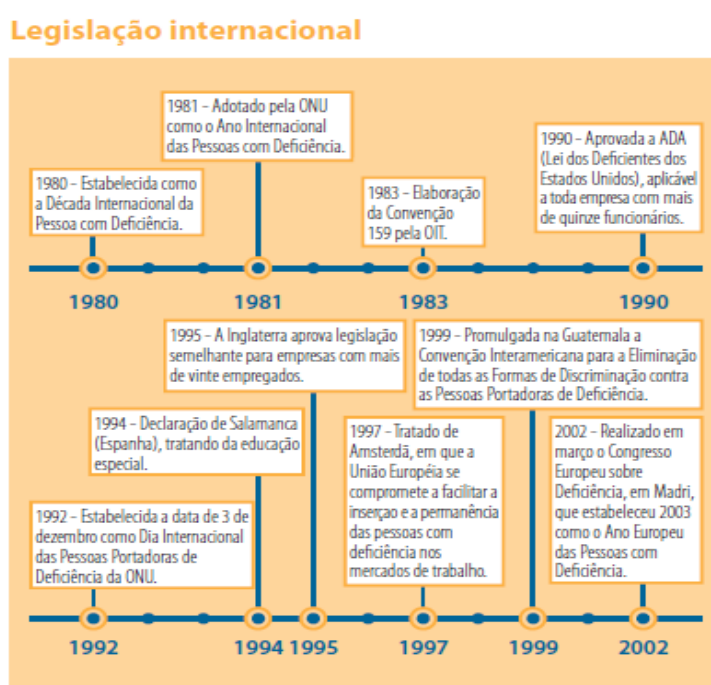 Legislação internacional
1981 – Adotado pela ONU
como o Ano Internacional
das Pessoas com Deficiência.
1980 – Estabelecida como
a Década Internacional da
Pessoa com Deficiência.
1983 – Elaboração
da Convenção
159 pela OIT.
1990 – Aprovada a ADA
(Lei dos Deficientes dos
Estados Unidos), aplicável
a toda empresa com mais
de quinze funcionários.
1980
1981
1983
1990
1995 – A Inglaterra aprova legislação
semelhante para empresas com mais
de vinte empregados.
1999 – Promulgada na Guatemala a
Convenção Interamericana para a Eliminação
de todas as Formas de Discriminação contra
as Pessoas Portadoras de Deficiência.
1994 – Declaração de Salamanca
(Espanha), tratando da educação
especial.
1997 –Tratado de
Amsterdã, em que a
União Européia se
compromete a facilitar a
inserçao e a permanência
das pessoas com
deficiência nos
mercados de trabalho.
2002 – Realizado em
março o Congresso
Europeu sobre
Deficiência, em Madri,
que estabeleceu 2003
como o Ano Europeu
das Pessoas com
Deficiência.
1992 – Estabelecida a data de 3 de
dezembro como Dia Internacional
das Pessoas Portadoras de
Deficiência da ONU.
1992
1994
1995
1997
1999
2002